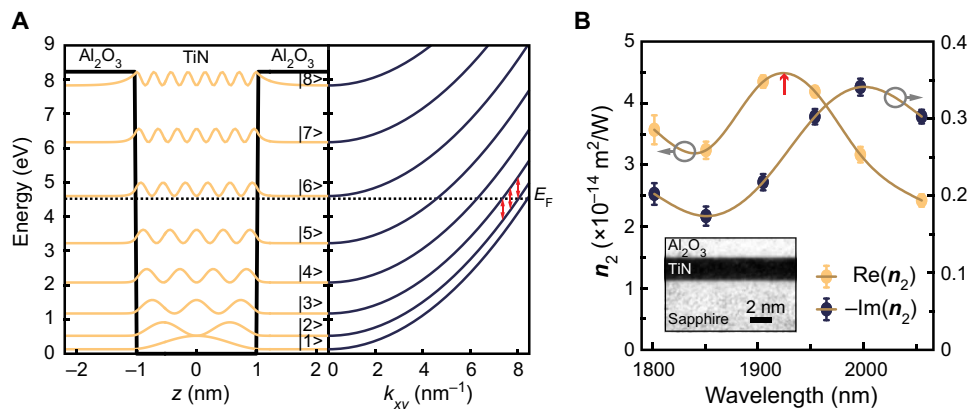 A
Al₂O₃ TiN Al₂O₃
Energy (eV)
9
8
7
6
5
4
3
2
1
0
|8>
|7>
|6>
|5>
|4>
|3>
|2>
|1>
E_F
−2 −1 0 1 2
z (nm)
0 2 4 6 8
k_xy (nm⁻¹)
B
n₂ (×10⁻¹⁴ m²/W)
5
4
3
2
1
0
0.4
0.3
0.2
0.1
0
Al₂O₃
TiN
Sapphire
2 nm
Re(n₂)
–Im(n₂)
1800 1900 2000
Wavelength (nm)